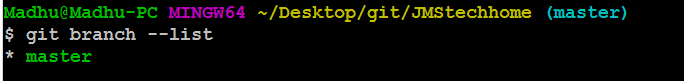 Madhu@Madhu-PC MINGW64 ~/Desktop/git/JMStechhome (master)
$ git branch --list
* master